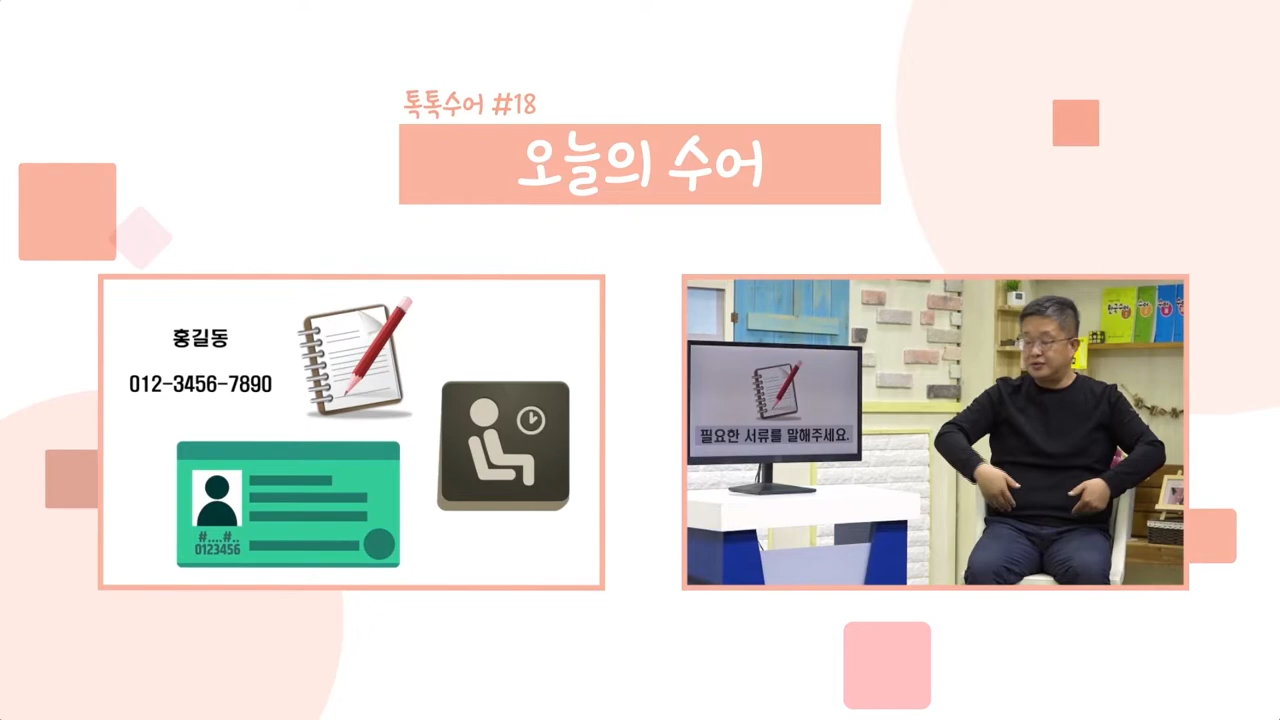 톡톡수어 #18
오늘의 수어
홍길동
012-3456-7890
#....#..
0123456
필요한 서류를 말해주세요.